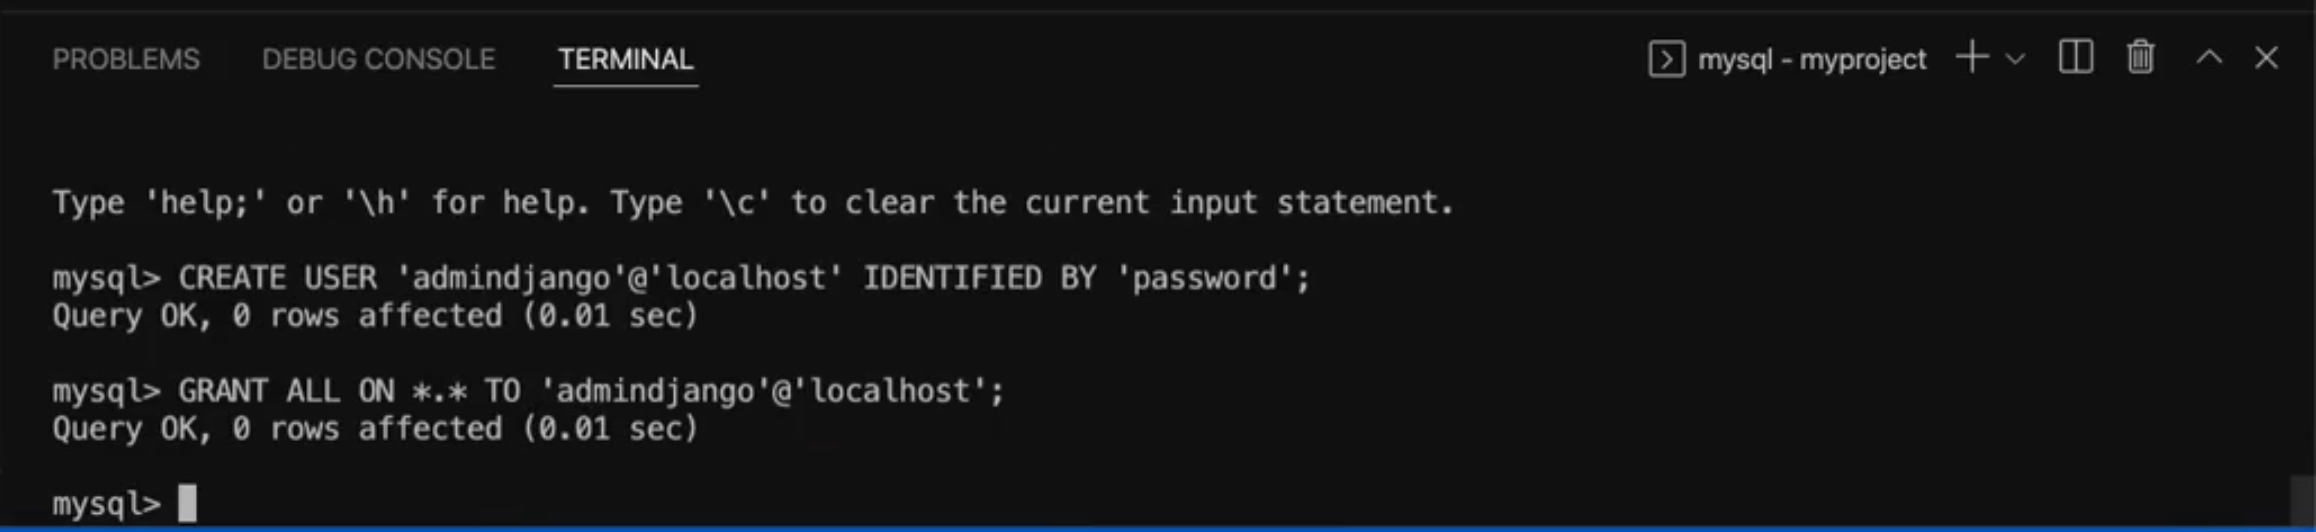 PROBLEMS DEBUG CONSOLE TERMINAL mysql - myproject
Type 'help;' or '\h' for help. Type '\c' to clear the current input statement.
mysql> CREATE USER 'admindjango'@'localhost' IDENTIFIED BY 'password';
Query OK, 0 rows affected (0.01 sec)
mysql> GRANT ALL ON *.* TO 'admindjango'@'localhost';
Query OK, 0 rows affected (0.01 sec)
mysql>